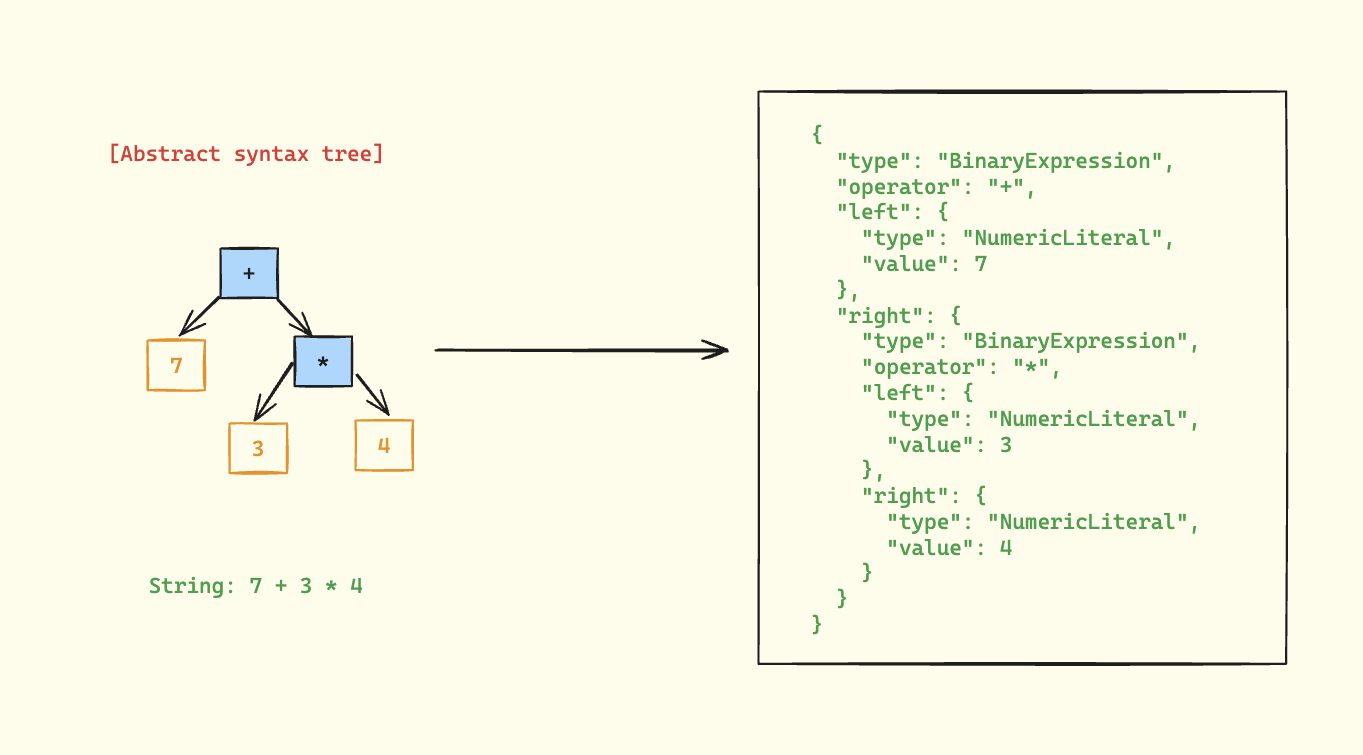 [Abstract syntax tree]
+
7
*
3
4
String: 7 + 3 * 4
{
  "type": "BinaryExpression",
  "operator": "+",
  "left": {
    "type": "NumericLiteral",
    "value": 7
  },
  "right": {
    "type": "BinaryExpression",
    "operator": "*",
    "left": {
      "type": "NumericLiteral",
      "value": 3
    },
    "right": {
      "type": "NumericLiteral",
      "value": 4
    }
  }
}